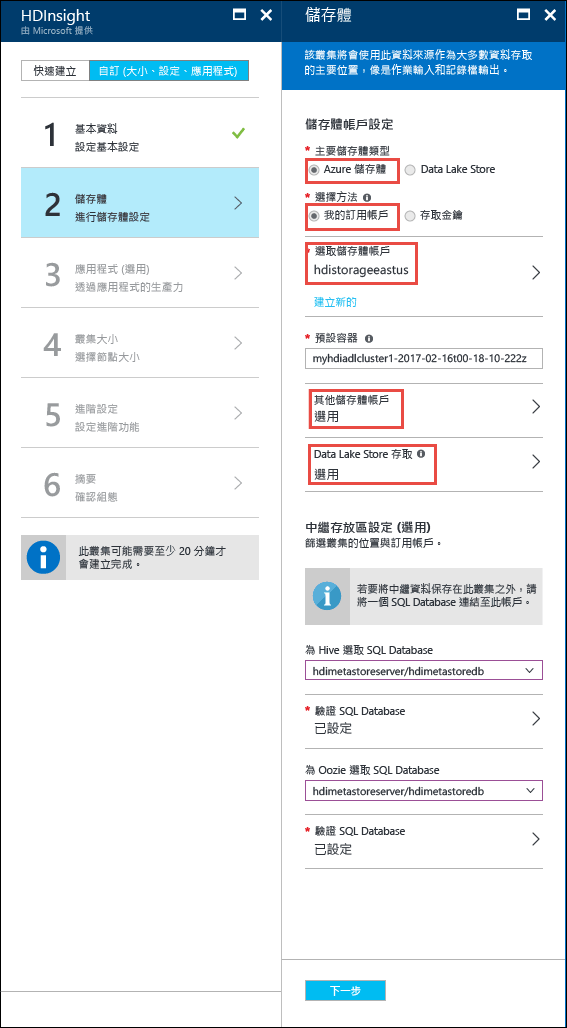 HDInsight
由 Microsoft 提供
快速建立
自訂 (大小、設定、應用程式)
1
基本資料
設定基本設定
2
儲存體
進行儲存體設定
3
應用程式 (選用)
透過應用程式的生產力
4
叢集大小
選擇節點大小
5
進階設定
設定進階功能
6
摘要
確認組態
此叢集可能需要至少 20 分鐘才
會建立完成。
儲存體
該叢集將會使用此資料來源作為大多數資料存取
的主要位置，像是作業輸入和記錄檔輸出。
儲存體帳戶設定
* 主要儲存體類型
Azure 儲存體 Data Lake Store
* 選擇方法
我的訂用帳戶 存取金鑰
* 選取儲存體帳戶
hdistorageeastus
建立新的
* 預設容器
myhdiadlcluster1-2017-02-16t00-18-10-222z
其他儲存體帳戶
選用
Data Lake Store 存取
選用
中繼存放區設定 (選用)
篩選叢集的位置與訂用帳戶。
若要將中繼資料保存在此叢集之外，請
將一個 SQL Database 連結至此帳戶。
為 Hive 選取 SQL Database
hdimetastoreserver/hdimetastoredb
* 驗證 SQL Database
已設定
為 Oozie 選取 SQL Database
hdimetastoreserver/hdimetastoredb
* 驗證 SQL Database
已設定
下一步